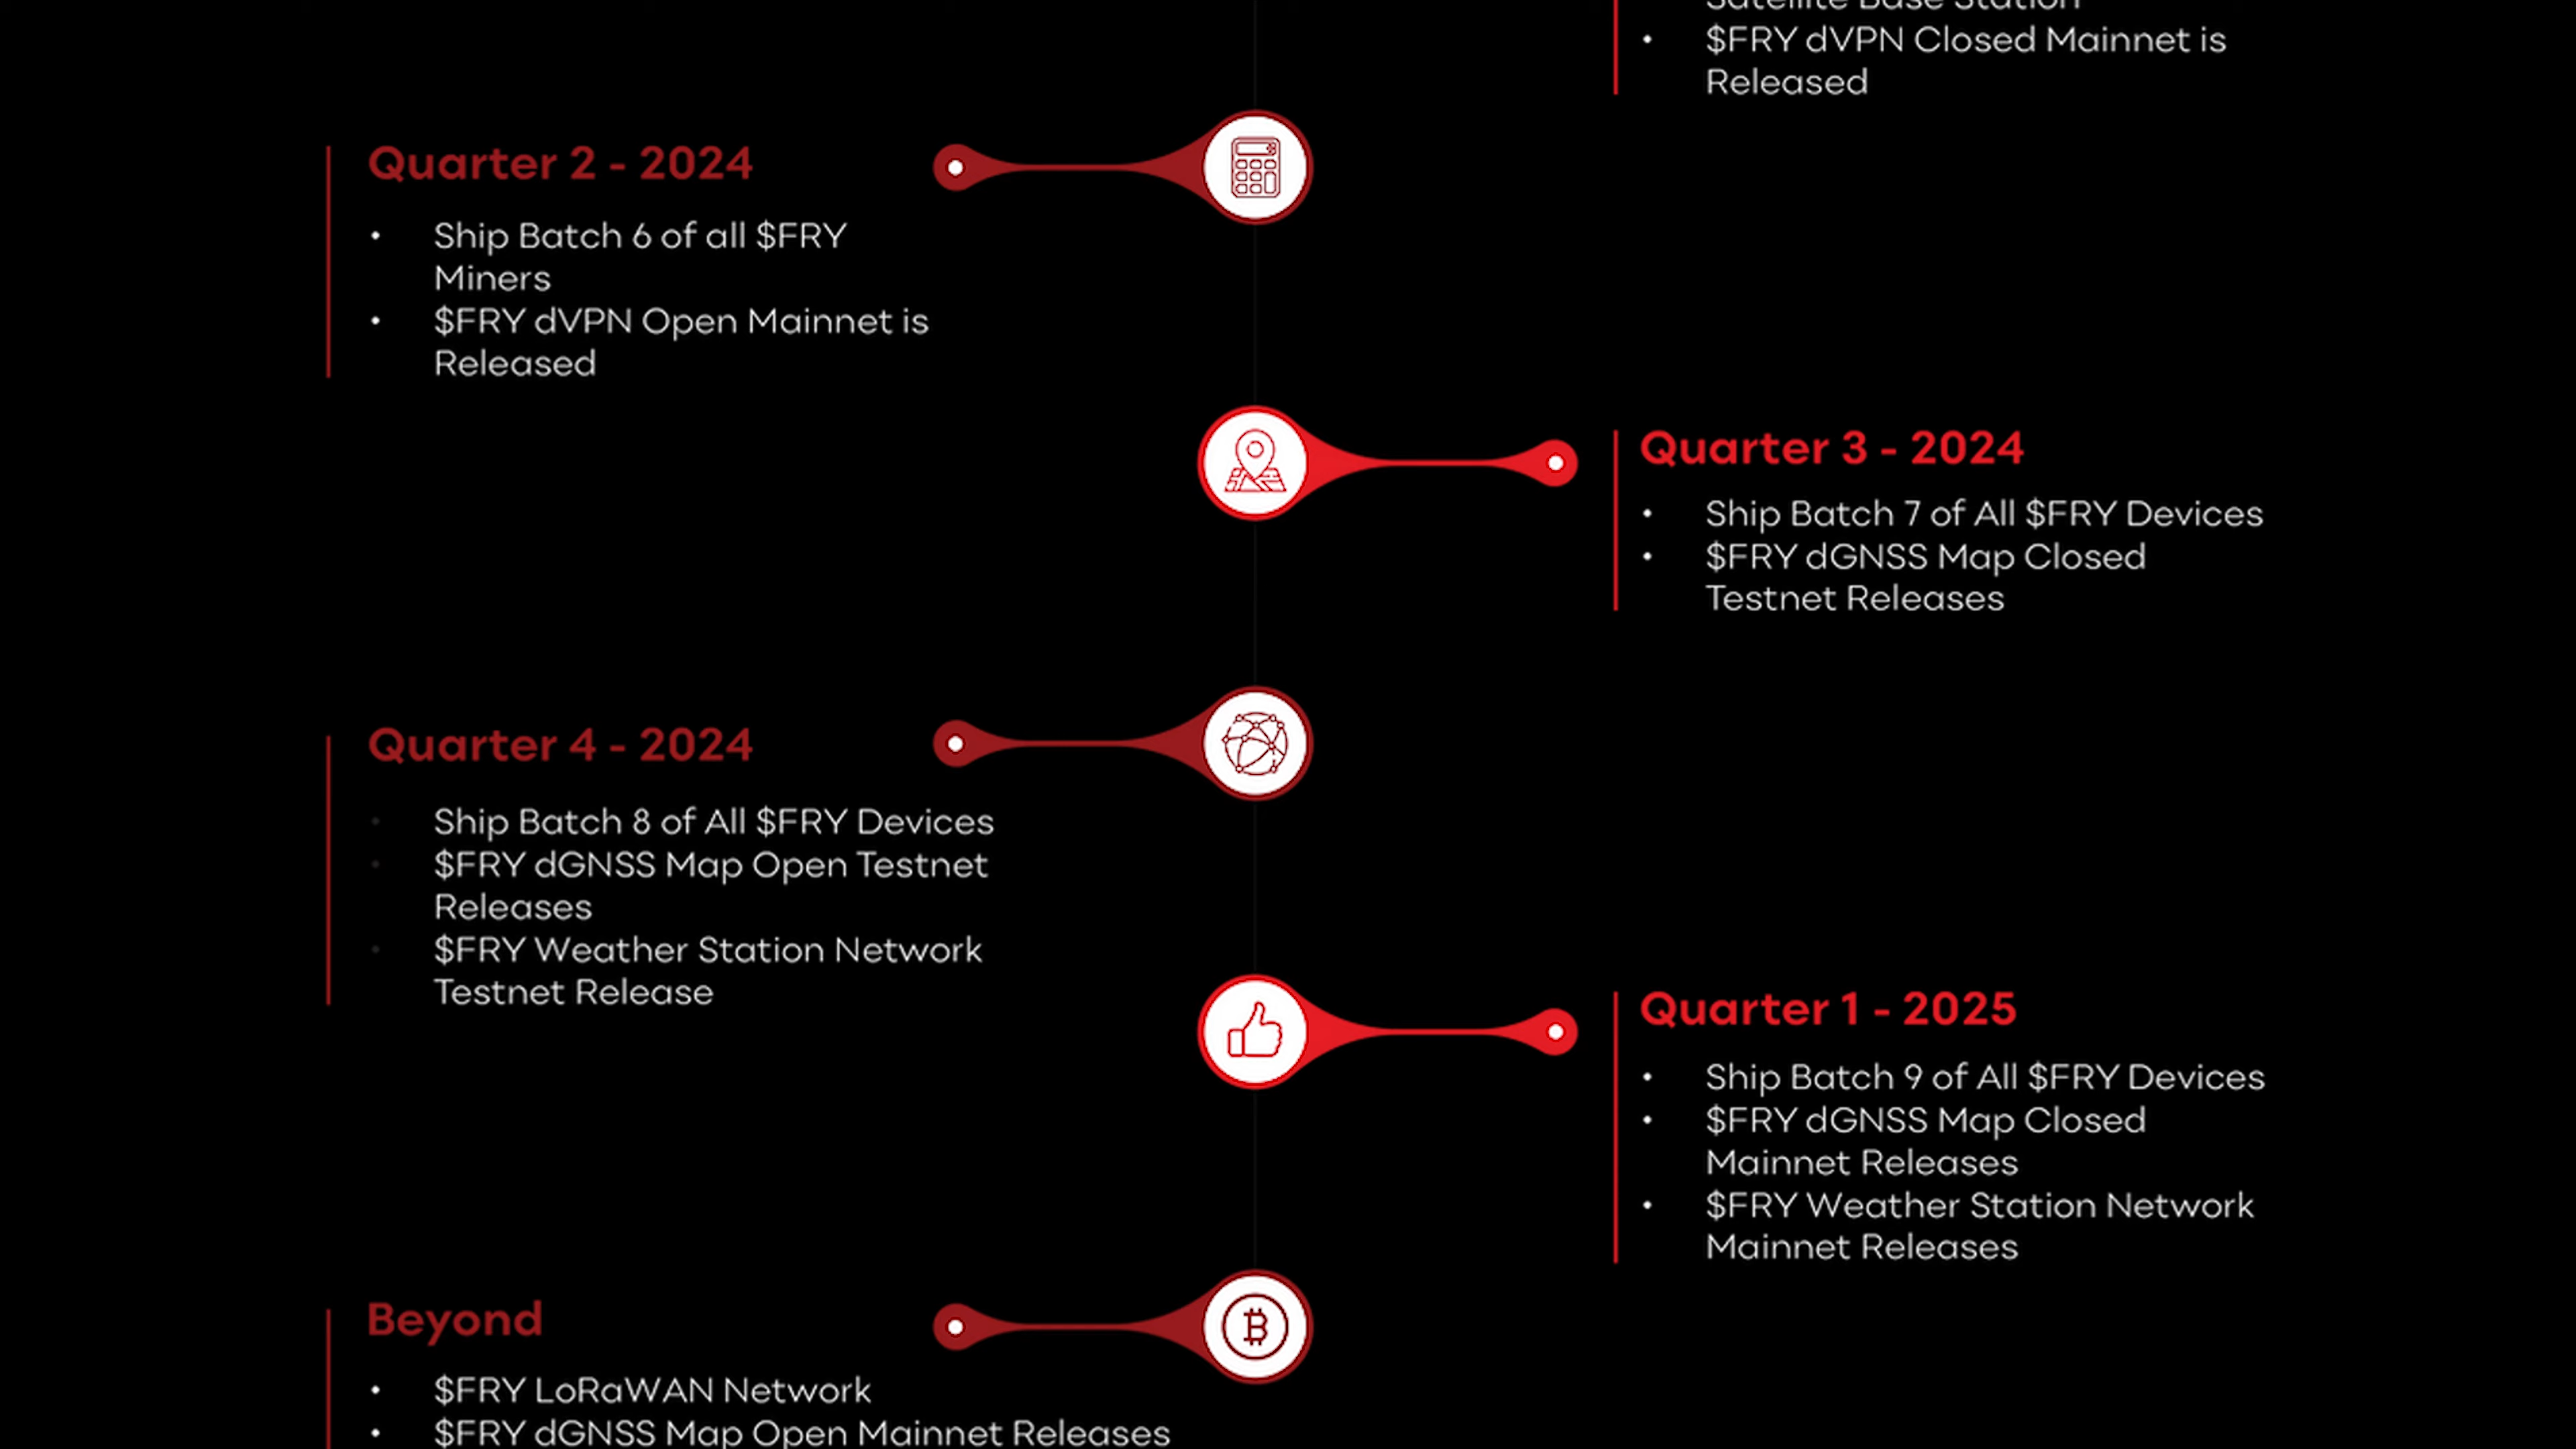 Satellite Base Station
• $FRY dVPN Closed Mainnet is
Released
Quarter 2 - 2024
• Ship Batch 6 of all $FRY
Miners
• $FRY dVPN Open Mainnet is
Released
Quarter 3 - 2024
• Ship Batch 7 of All $FRY Devices
• $FRY dGNSS Map Closed
Testnet Releases
Quarter 4 - 2024
• Ship Batch 8 of All $FRY Devices
• $FRY dGNSS Map Open Testnet
Releases
• $FRY Weather Station Network
Testnet Release
Quarter 1 - 2025
• Ship Batch 9 of All $FRY Devices
• $FRY dGNSS Map Closed
Mainnet Releases
• $FRY Weather Station Network
Mainnet Releases
Beyond
• $FRY LoRaWAN Network
• $FRY dGNSS Map Open Mainnet Releases